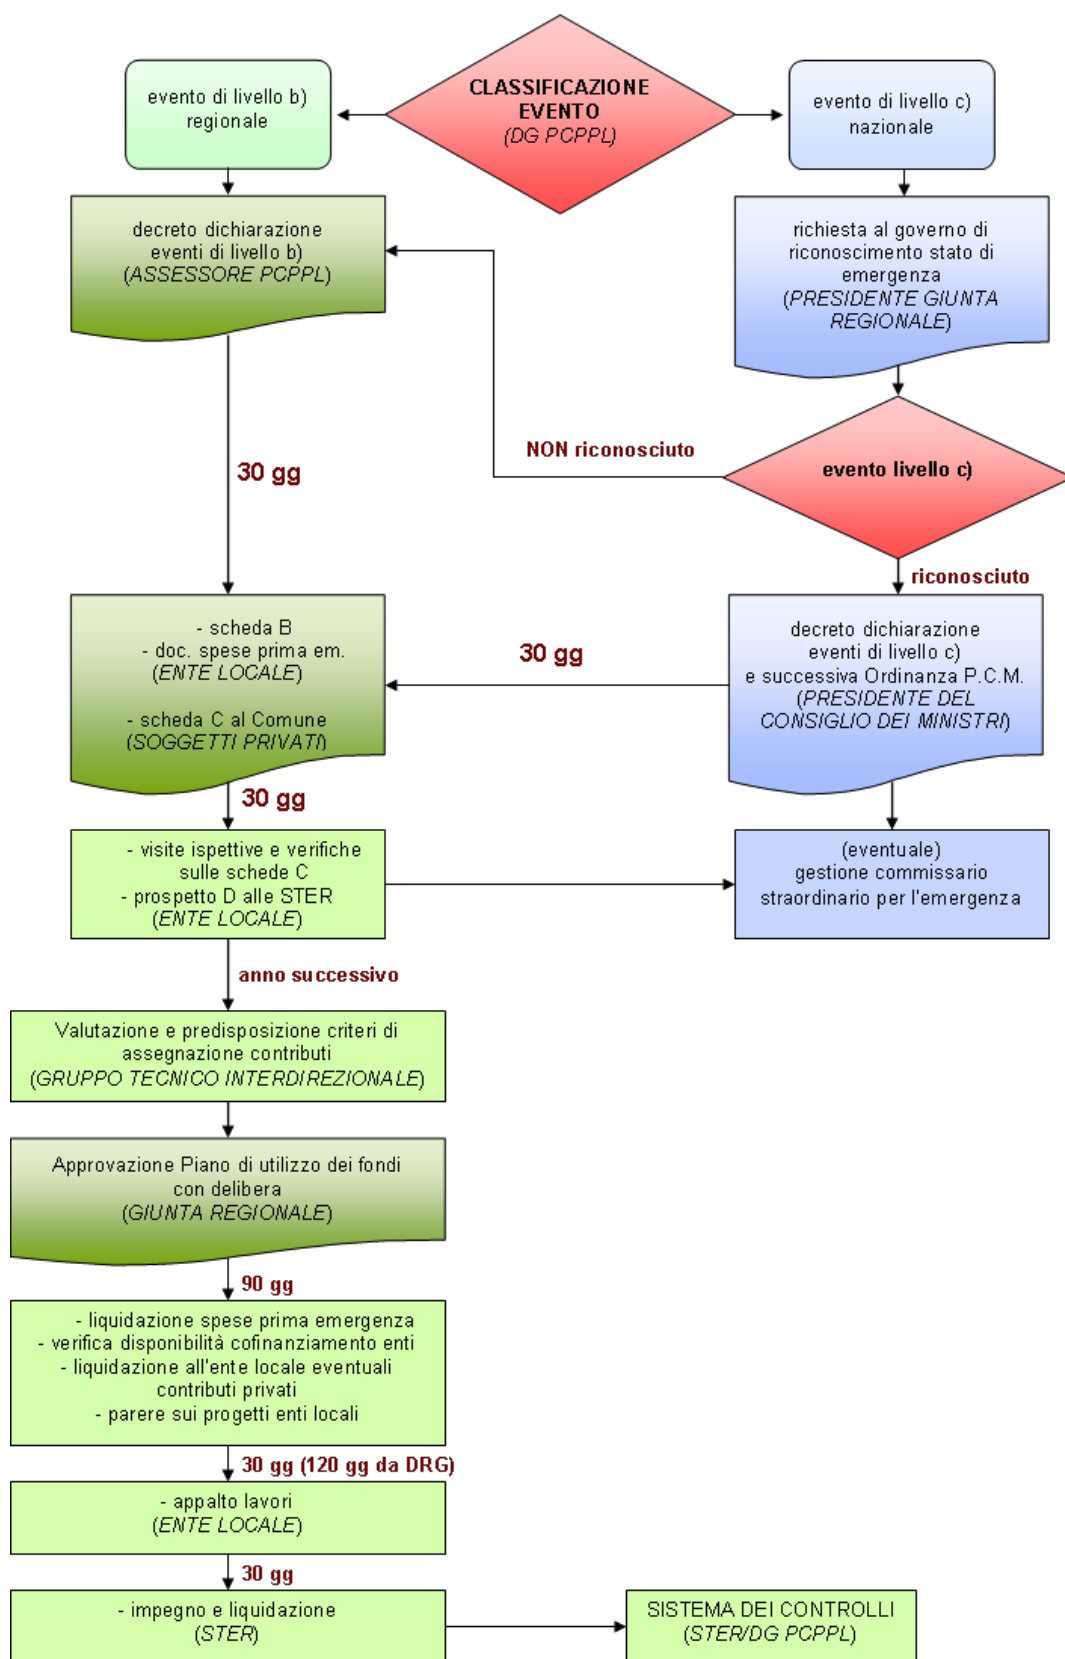 CLASSIFICAZIONE
EVENTO
(DG PCPPL)
evento di livello b)
regionale
evento di livello c)
nazionale
decreto dichiarazione
eventi di livello b)
(ASSESSORE PCPPL)
richiesta al governo di
riconoscimento stato di
emergenza
(PRESIDENTE GIUNTA
REGIONALE)
NON riconosciuto
evento livello c)
30 gg
riconosciuto
- scheda B
- doc. spese prima em.
(ENTE LOCALE)
- scheda C al Comune
(SOGGETTI PRIVATI)
30 gg
decreto dichiarazione
eventi di livello c)
e successiva Ordinanza P.C.M.
(PRESIDENTE DEL
CONSIGLIO DEI MINISTRI)
30 gg
- visite ispettive e verifiche
sulle schede C
- prospetto D alle STER
(ENTE LOCALE)
(eventuale)
gestione commissario
straordinario per l'emergenza
anno successivo
Valutazione e predisposizione criteri di
assegnazione contributi
(GRUPPO TECNICO INTERDIREZIONALE)
Approvazione Piano di utilizzo dei fondi
con delibera
(GIUNTA REGIONALE)
90 gg
- liquidazione spese prima emergenza
- verifica disponibilità cofinanziamento enti
- liquidazione all'ente locale eventuali
contributi privati
- parere sui progetti enti locali
30 gg (120 gg da DRG)
- appalto lavori
(ENTE LOCALE)
30 gg
- impegno e liquidazione
(STER)
SISTEMA DEI CONTROLLI
(STER/DG PCPPL)